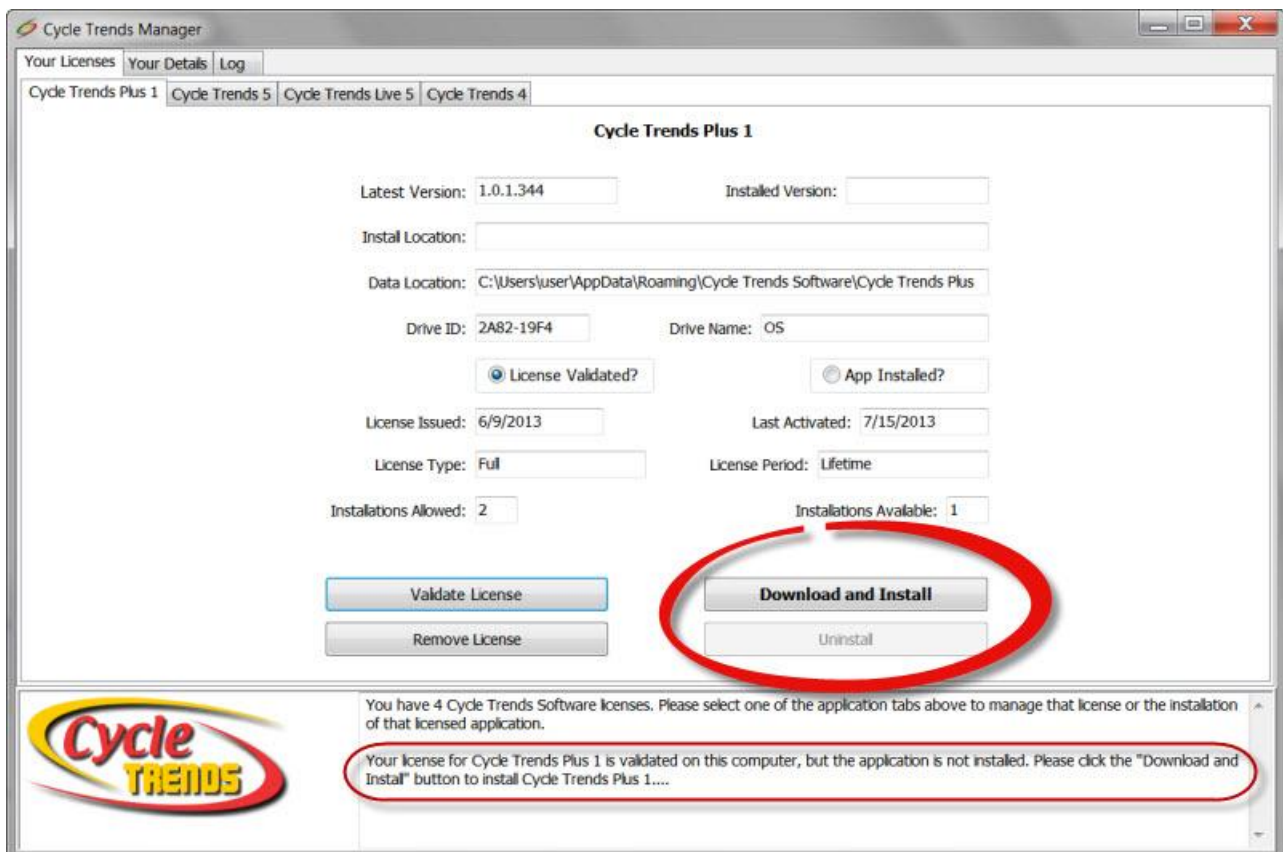 Cycle Trends Manager
Your Licenses Your Details Log
Cycle Trends Plus 1 Cycle Trends 5 Cycle Trends Live 5 Cycle Trends 4
Cycle Trends Plus 1
Latest Version: 1.0.1.344 Installed Version:
Install Location:
Data Location: C:\Users\user\AppData\Roaming\Cycle Trends Software\Cycle Trends Plus
Drive ID: 2A82-19F4 Drive Name: OS
License Validated? App Installed?
License Issued: 6/9/2013 Last Activated: 7/15/2013
License Type: Full License Period: Lifetime
Installations Allowed: 2 Installations Available: 1
Validate License Download and Install
Remove License Uninstall
Cycle
TRENDS
You have 4 Cycle Trends Software licenses. Please select one of the application tabs above to manage that license or the installation
of that licensed application.
Your license for Cycle Trends Plus 1 is validated on this computer, but the application is not installed. Please click the "Download and
Install" button to install Cycle Trends Plus 1....